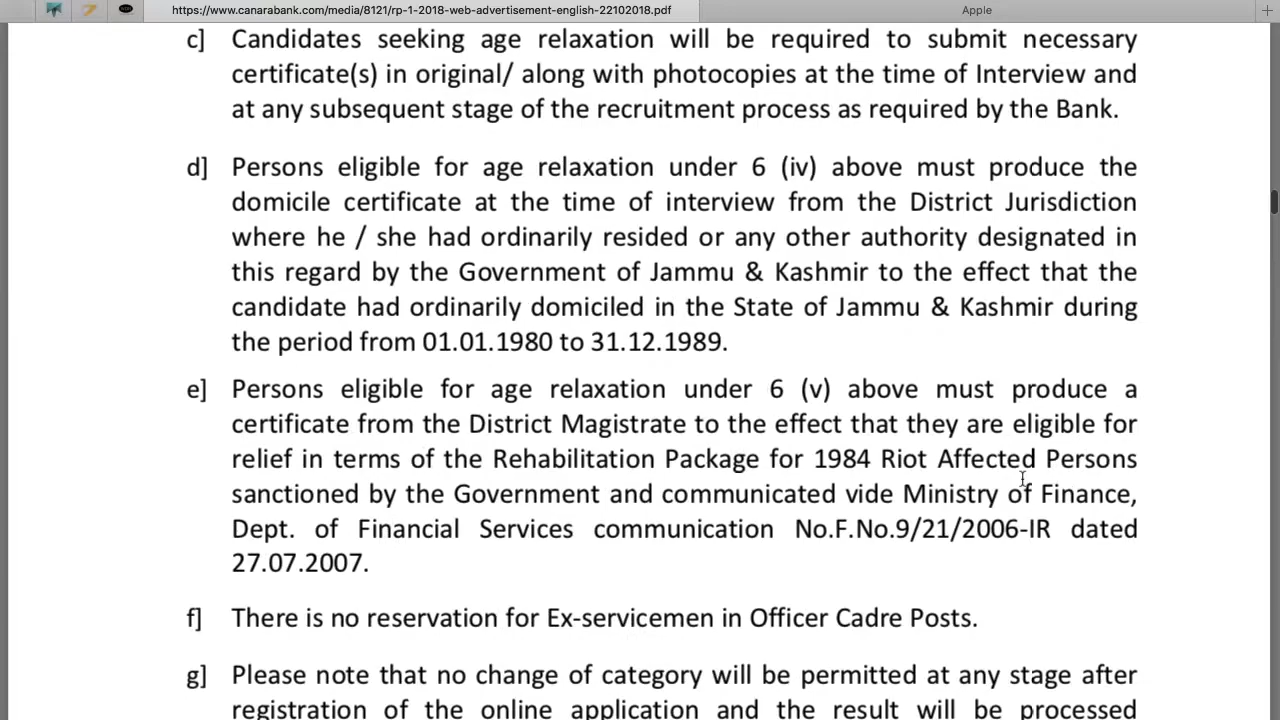 https://www.canarabank.com/media/8121/rp-1-2018-web-advertisement-english-22102018.pdf
Apple
c] Candidates seeking age relaxation will be required to submit necessary
certificate(s) in original/ along with photocopies at the time of Interview and
at any subsequent stage of the recruitment process as required by the Bank.
d] Persons eligible for age relaxation under 6 (iv) above must produce the
domicile certificate at the time of interview from the District Jurisdiction
where he / she had ordinarily resided or any other authority designated in
this regard by the Government of Jammu & Kashmir to the effect that the
candidate had ordinarily domiciled in the State of Jammu & Kashmir during
the period from 01.01.1980 to 31.12.1989.
e] Persons eligible for age relaxation under 6 (v) above must produce a
certificate from the District Magistrate to the effect that they are eligible for
relief in terms of the Rehabilitation Package for 1984 Riot Affected Persons
sanctioned by the Government and communicated vide Ministry of Finance,
Dept. of Financial Services communication No.F.No.9/21/2006-IR dated
27.07.2007.
f] There is no reservation for Ex-servicemen in Officer Cadre Posts.
g] Please note that no change of category will be permitted at any stage after
registration of the online application and the result will be processed